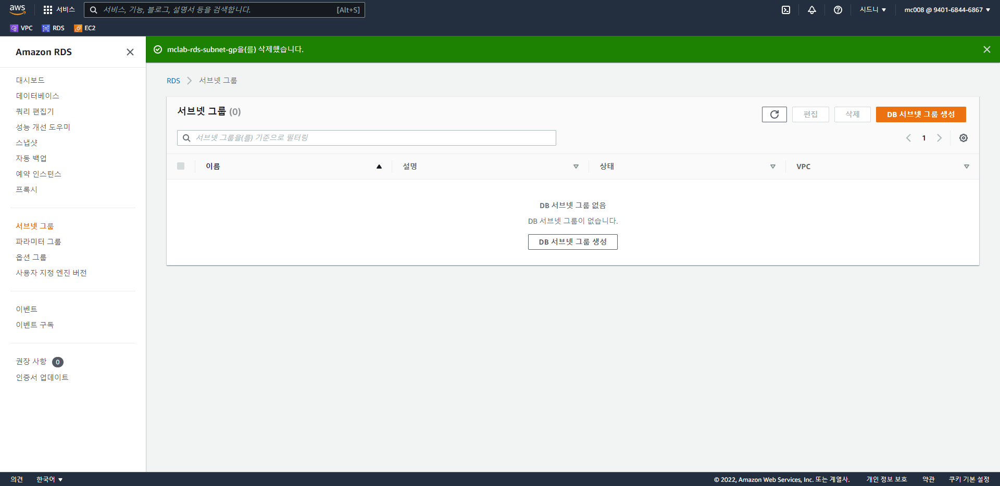 aws
서비스
서비스, 기능, 블로그, 설명서 등을 검색합니다.
[Alt+S]
시드니
mc008 @ 9401-6844-6867
VPC
RDS
EC2
Amazon RDS
대시보드
데이터베이스
쿼리 편집기
성능 개선 도우미
스냅샷
자동 백업
예약 인스턴스
프록시
서브넷 그룹
파라미터 그룹
옵션 그룹
사용자 지정 엔진 버전
이벤트
이벤트 구독
권장 사항 0
인증서 업데이트
mclab-rds-subnet-gp을(를) 삭제했습니다.
RDS
서브넷 그룹
서브넷 그룹 (0)
편집
삭제
DB 서브넷 그룹 생성
서브넷 그룹을(를) 기준으로 필터링
1
이름
설명
상태
VPC
DB 서브넷 그룹 없음
DB 서브넷 그룹이 없습니다.
DB 서브넷 그룹 생성
의견
한국어
© 2022, Amazon Web Services, Inc. 또는 계열사.
개인 정보 보호
약관
쿠키 기본 설정